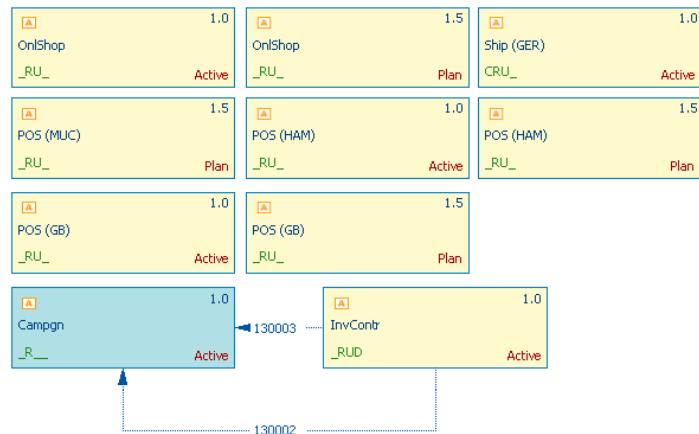 A 1.0
OnlShop
_RU_ Active
A 1.5
OnlShop
_RU_ Plan
A 1.0
Ship (GER)
CRU_ Active
A 1.5
POS (MUC)
_RU_ Plan
A 1.0
POS (HAM)
_RU_ Active
A 1.5
POS (HAM)
_RU_ Plan
A 1.0
POS (GB)
_RU_ Active
A 1.5
POS (GB)
_RU_ Plan
A 1.0
Campgn
_R__ Active
130003
A 1.0
InvContr
_RUD Active
130002